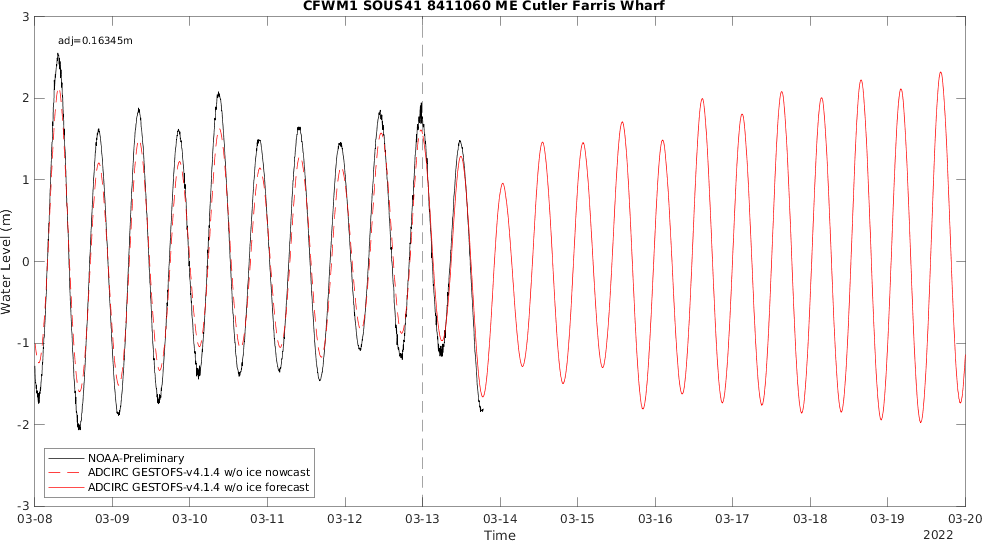 CFWM1 SOUS41 8411060 ME Cutler Farris Wharf
adj=0.16345m
3
2
1
0
-1
-2
-3
Water Level (m)
NOAA-Preliminary
ADCIRC GESTOFS-v4.1.4 w/o ice nowcast
ADCIRC GESTOFS-v4.1.4 w/o ice forecast
03-08 03-09 03-10 03-11 03-12 03-13 03-14 03-15 03-16 03-17 03-18 03-19 03-20
Time
2022